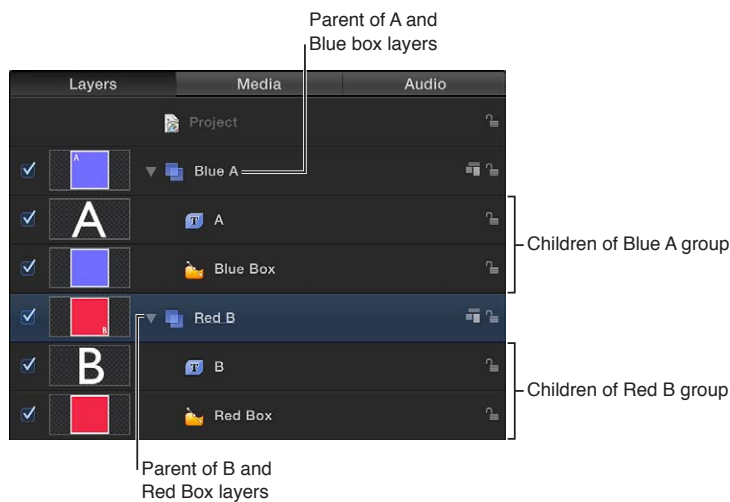 Parent of A and
Blue box layers
Layers Media Audio
Project
A
Blue A
A
A
Children of Blue A group
Blue Box
B
Red B
B
B
Children of Red B group
Red Box
Parent of B and
Red Box layers